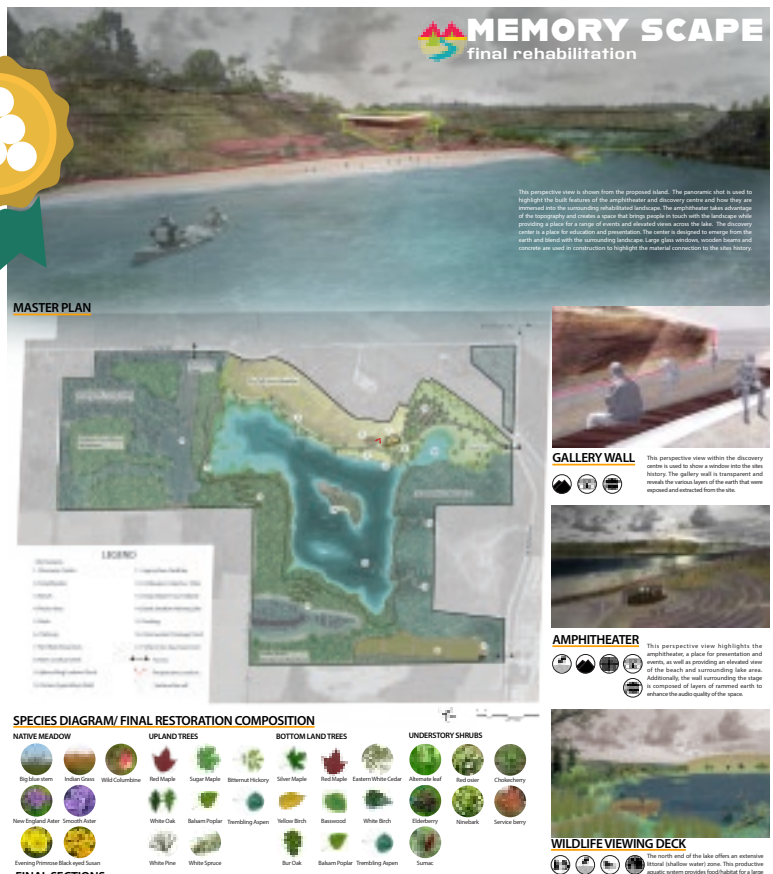 MEMORY SCAPE
final rehabilitation
This perspective view is shown from the proposed island. The panoramic shot is used to
highlight the built features of the amphitheater and discovery centre and how they are
immersed into the surrounding rehabilitated landscape. The amphitheater takes advantage
of the topography and creates a space that brings people in touch with the landscape while
providing a place for a range of events and elevated views across the lake. The discovery
center is a place for education and presentation. The center is designed to emerge from the
earth and blend with the surrounding landscape. Large glass windows, wooden beams and
concrete are used in construction to highlight the material connection to the sites history.
MASTER PLAN
LEGEND
GALLERY WALL
This perspective view within the discovery
centre is used to show a window into the sites
history. The gallery wall is transparent and
reveals the various layers of the earth that were
exposed and extracted from the site.
AMPHITHEATER
This perspective view highlights the
amphitheater, a place for presentation and
events, as well as providing an elevated view
of the beach and surrounding lake area.
Additionally, the wall surrounding the stage
is composed of layers of rammed earth to
enhance the audio quality of the space.
WILDLIFE VIEWING DECK
The north end of the lake offers an extensive
littoral (shallow water) zone. This productive
aquatic system provides food/habitat for a large
SPECIES DIAGRAM/ FINAL RESTORATION COMPOSITION
NATIVE MEADOW
Big blue stem
Indian Grass
Wild Columbine
New England Aster
Smooth Aster
Evening Primrose
Black eyed Susan
UPLAND TREES
Red Maple
Sugar Maple
Bitternut Hickory
White Oak
Balsam Poplar
Trembling Aspen
White Pine
White Spruce
BOTTOM LAND TREES
Silver Maple
Red Maple
Eastern White Cedar
Yellow Birch
Basswood
White Birch
Bur Oak
Balsam Poplar
Trembling Aspen
UNDERSTORY SHRUBS
Alternate leaf
Red osier
Chokecherry
Elderberry
Ninebark
Service berry
Sumac
FINAL SECTIONS